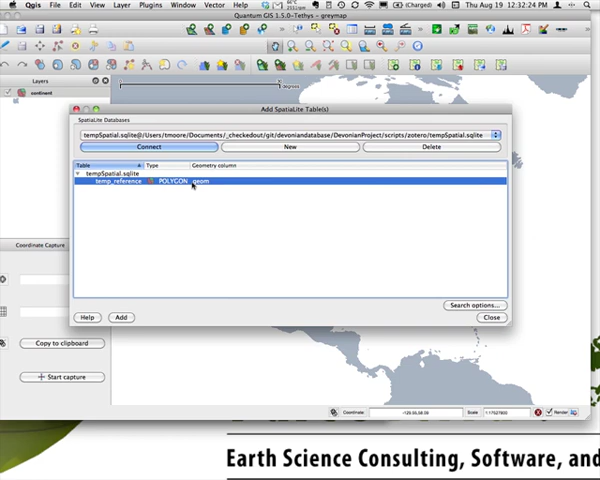 Qgis File Edit View Layer Plugins Window Help
(Charged) Thu Aug 19 12:32:24 PM
Quantum GIS 1.5.0-Tethys – greymap
Layers
continent
degrees
Add SpatiaLite Table(s)
SpatiaLite Databases
tempSpatial.sqlite@/Users/tmoore/Documents/_checkedout/git/devoniandatabase/DevonianProject/scripts/zotero/tempSpatial.sqlite
Connect New Delete
Table Type Geometry column
tempSpatial.sqlite
temp_reference POLYGON geom
Search options...
Help Add Close
Coordinate Capture
Copy to clipboard
Start capture
Coordinate: Scale Render
Earth Science Consulting, Software, and